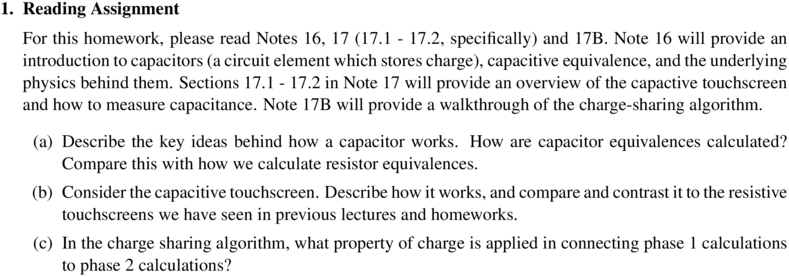 1. Reading Assignment
For this homework, please read Notes 16, 17 (17.1 - 17.2, specifically) and 17B. Note 16 will provide an
introduction to capacitors (a circuit element which stores charge), capacitive equivalence, and the underlying
physics behind them. Sections 17.1 - 17.2 in Note 17 will provide an overview of the capactive touchscreen
and how to measure capacitance. Note 17B will provide a walkthrough of the charge-sharing algorithm.
(a) Describe the key ideas behind how a capacitor works. How are capacitor equivalences calculated?
Compare this with how we calculate resistor equivalences.
(b) Consider the capacitive touchscreen. Describe how it works, and compare and contrast it to the resistive
touchscreens we have seen in previous lectures and homeworks.
(c) In the charge sharing algorithm, what property of charge is applied in connecting phase 1 calculations
to phase 2 calculations?